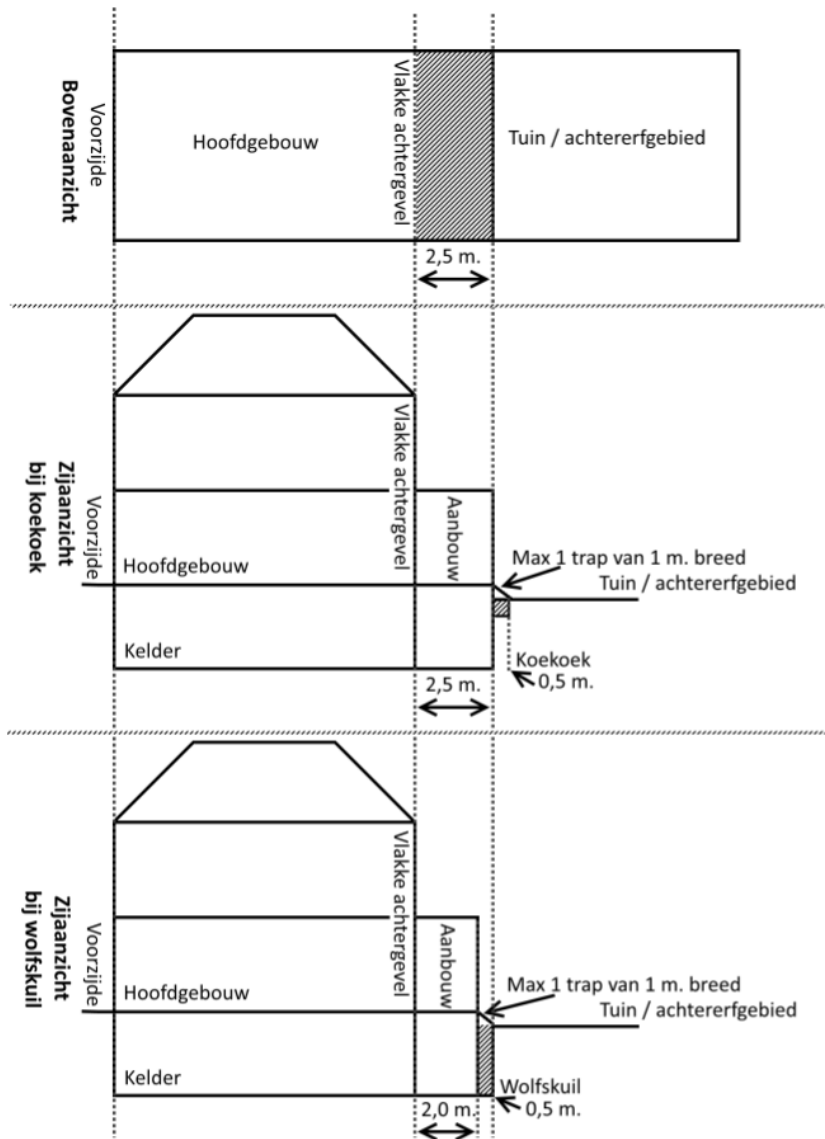 Bovenaanzicht
Voorzijde
Hoofdgebouw
Vlakke achtergevel
Tuin / achtererfgebied
2,5 m.
Zijaanzicht
bij koekoek
Voorzijde
Vlakke achtergevel
Aanbouw
Hoofdgebouw
Max 1 trap van 1 m. breed
Tuin / achtererfgebied
Kelder
Koekoek
0,5 m.
2,5 m.
Zijaanzicht
bij wolfskuil
Voorzijde
Vlakke achtergevel
Aanbouw
Hoofdgebouw
Max 1 trap van 1 m. breed
Tuin / achtererfgebied
Kelder
Wolfskuil
0,5 m.
2,0 m.